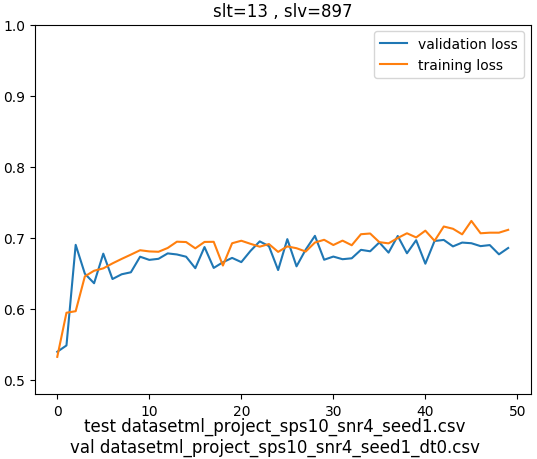 slt=13 , slv=897
1.0
0.9
0.8
0.7
0.6
0.5
validation loss
training loss
0 10 20 30 40 50
test datasetml_project_sps10_snr4_seed1.csv
val datasetml_project_sps10_snr4_seed1_dt0.csv